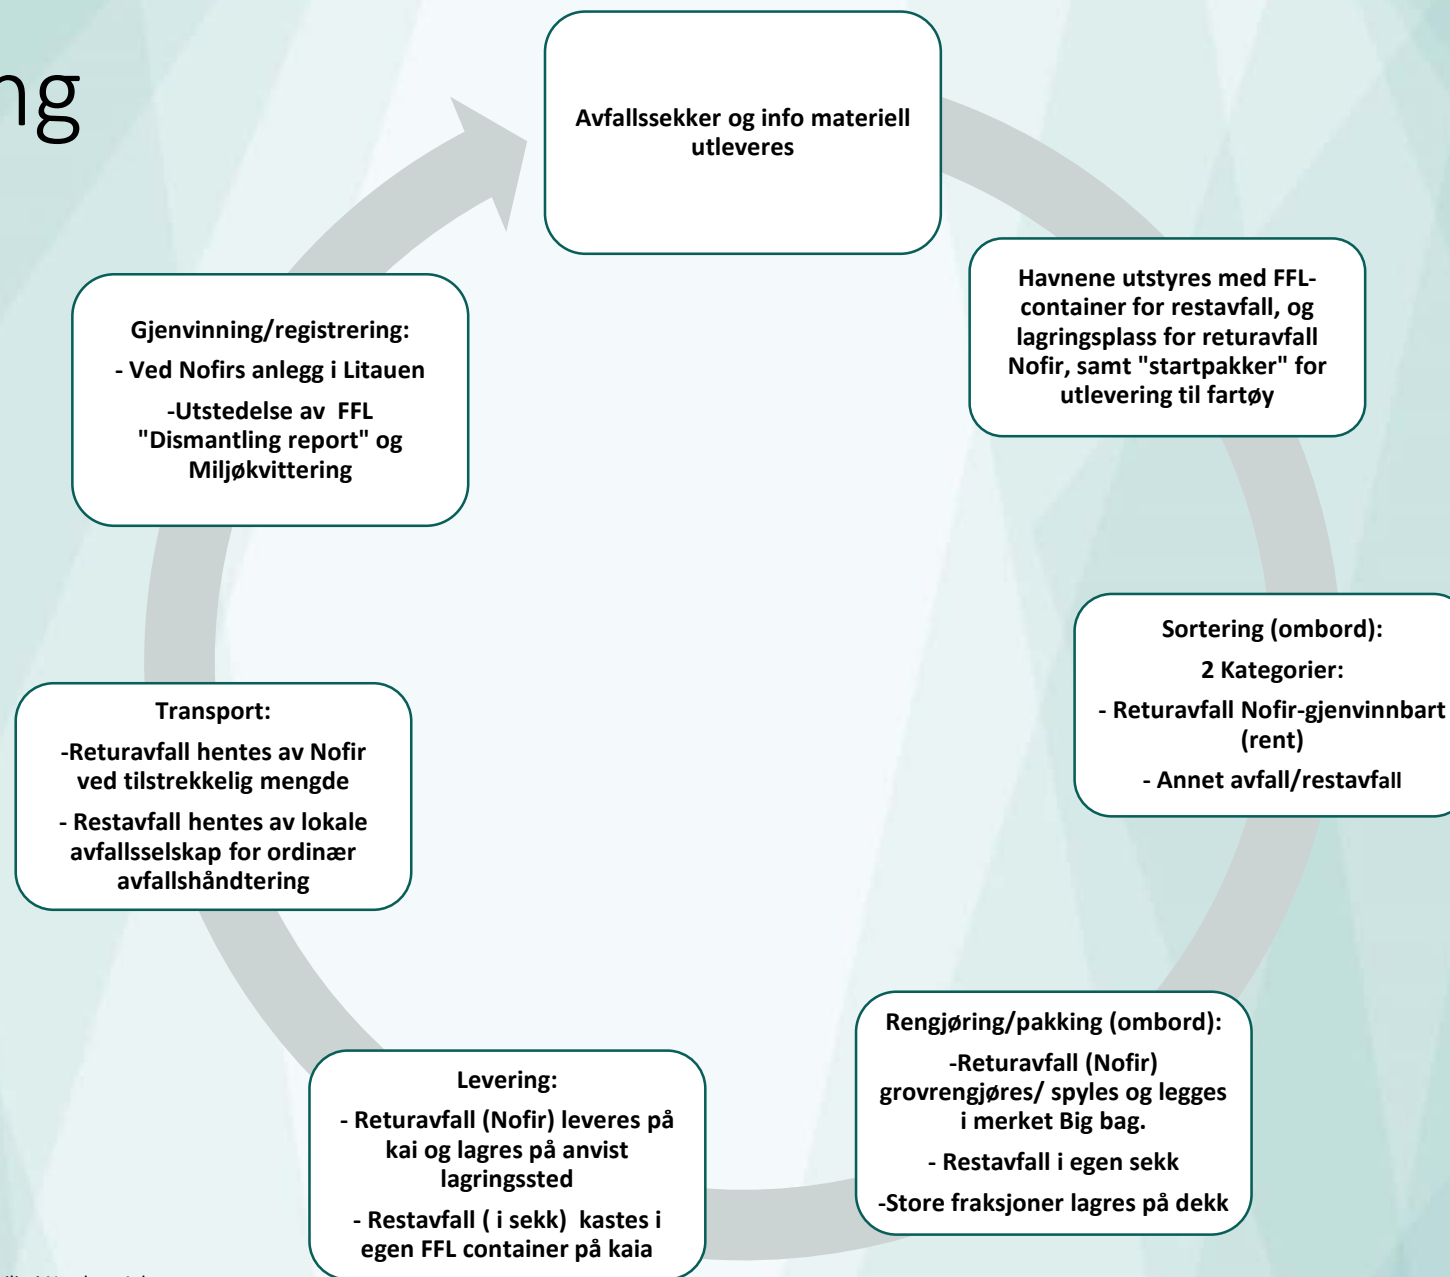 ng
Avfallssekker og info materiell
utleveres
Havnene utstyres med FFL-
container for restavfall, og
lagringsplass for returavfall
Nofir, samt "startpakker" for
utlevering til fartøy
Sortering (ombord):
2 Kategorier:
- Returavfall Nofir-gjenvinnbart
(rent)
- Annet avfall/restavfall
Rengjøring/pakking (ombord):
-Returavfall (Nofir)
grovrengjøres/ spyles og legges
i merket Big bag.
- Restavfall i egen sekk
-Store fraksjoner lagres på dekk
Levering:
- Returavfall (Nofir) leveres på
kai og lagres på anvist
lagringssted
- Restavfall ( i sekk)  kastes i
egen FFL container på kaia
Transport:
-Returavfall hentes av Nofir
ved tilstrekkelig mengde
- Restavfall hentes av lokale
avfallsselskap for ordinær
avfallshåndtering
Gjenvinning/registrering:
- Ved Nofirs anlegg i Litauen
-Utstedelse av  FFL
"Dismantling report" og
Miljøkvittering